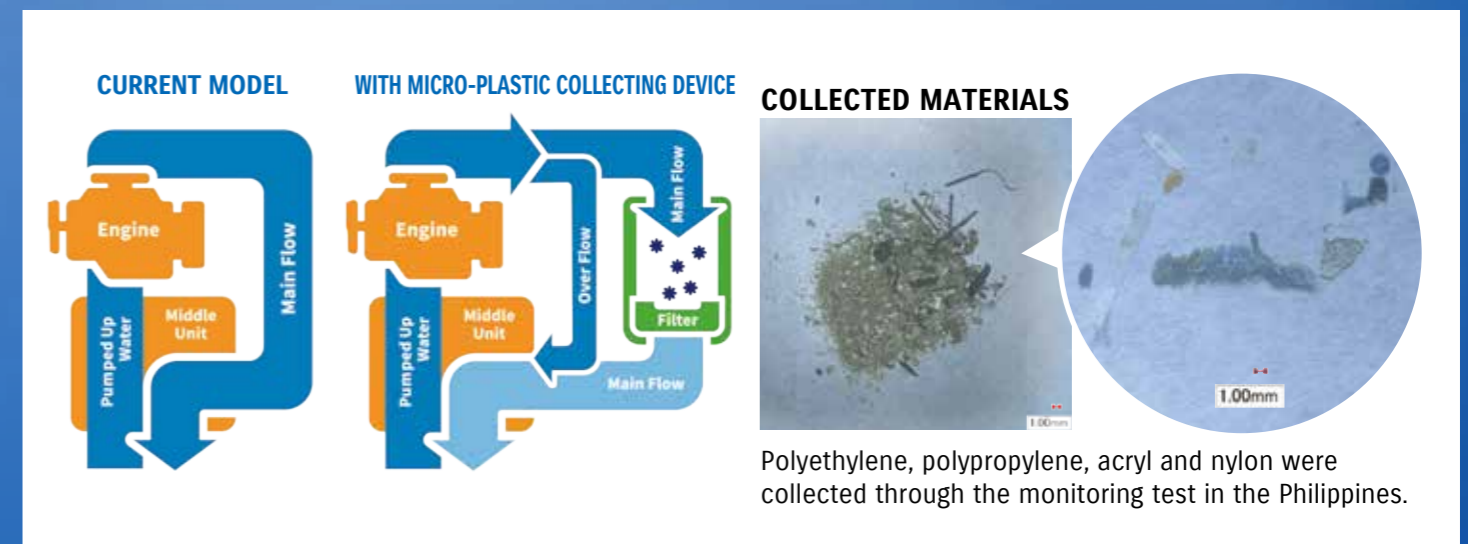 CURRENT MODEL
Engine
Main Flow
Pumped Up
Water
Middle
Unit
WITH MICRO-PLASTIC COLLECTING DEVICE
Engine
Main Flow
Over Flow
Filter
Pumped Up
Water
Middle
Unit
Main Flow
COLLECTED MATERIALS
1.00mm
1.00mm
Polyethylene, polypropylene, acryl and nylon were
collected through the monitoring test in the Philippines.